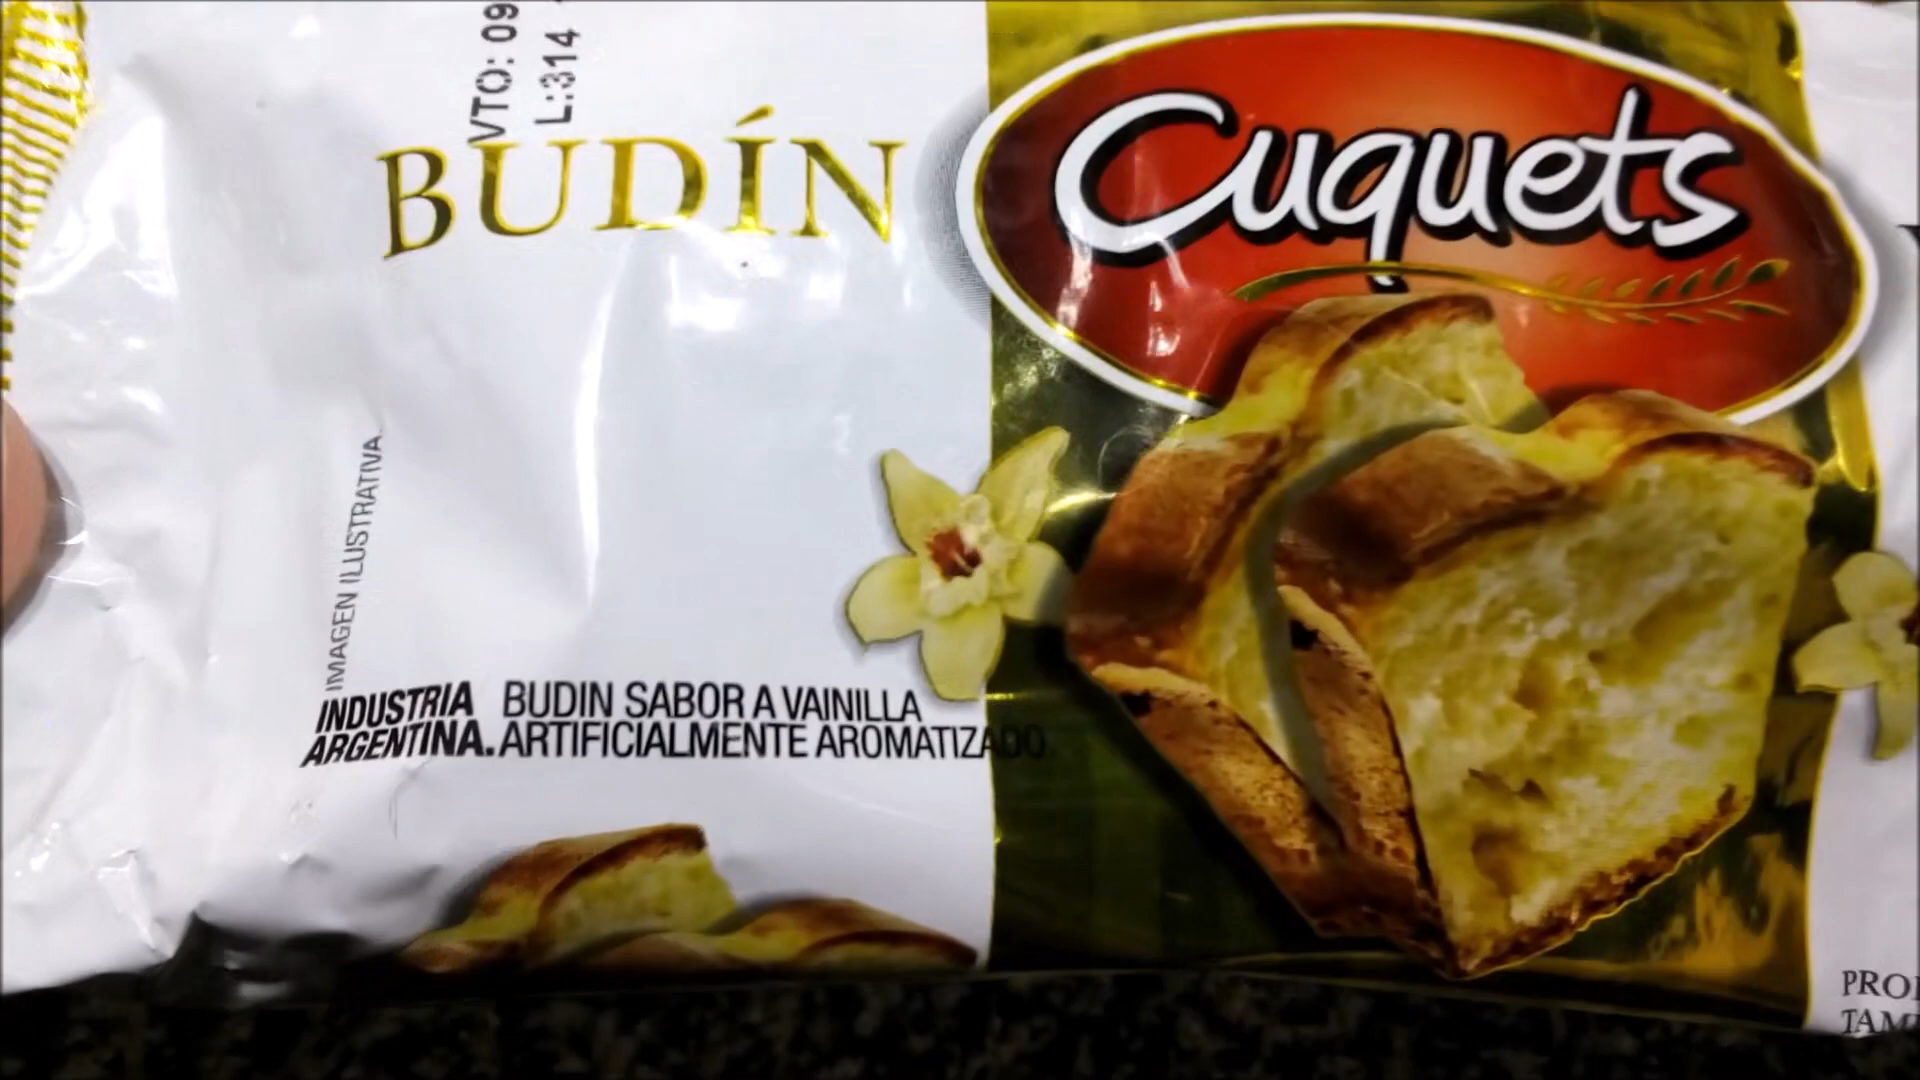 VTO: 09
L:314
BUDÍN
Cuquets
IMAGEN ILUSTRATIVA
INDUSTRIA
ARGENTINA.
BUDIN SABOR A VAINILLA
ARTIFICIALMENTE AROMATIZADO.